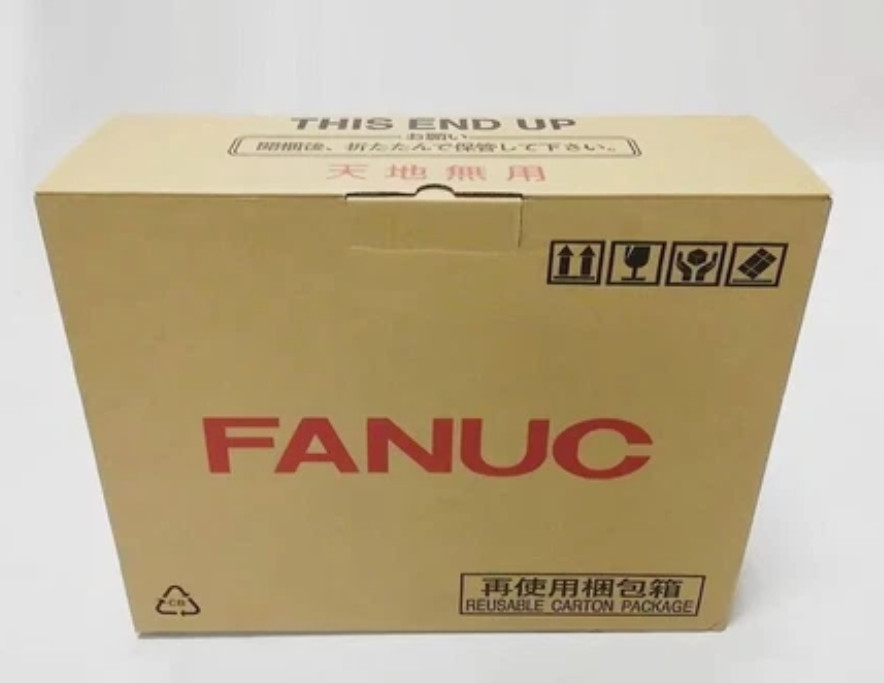 THIS END UP
お願い
開梱後、折たたんで保管して下さい。
天地無用
FANUC
再使用梱包箱
REUSABLE CARTON PACKAGE
CB